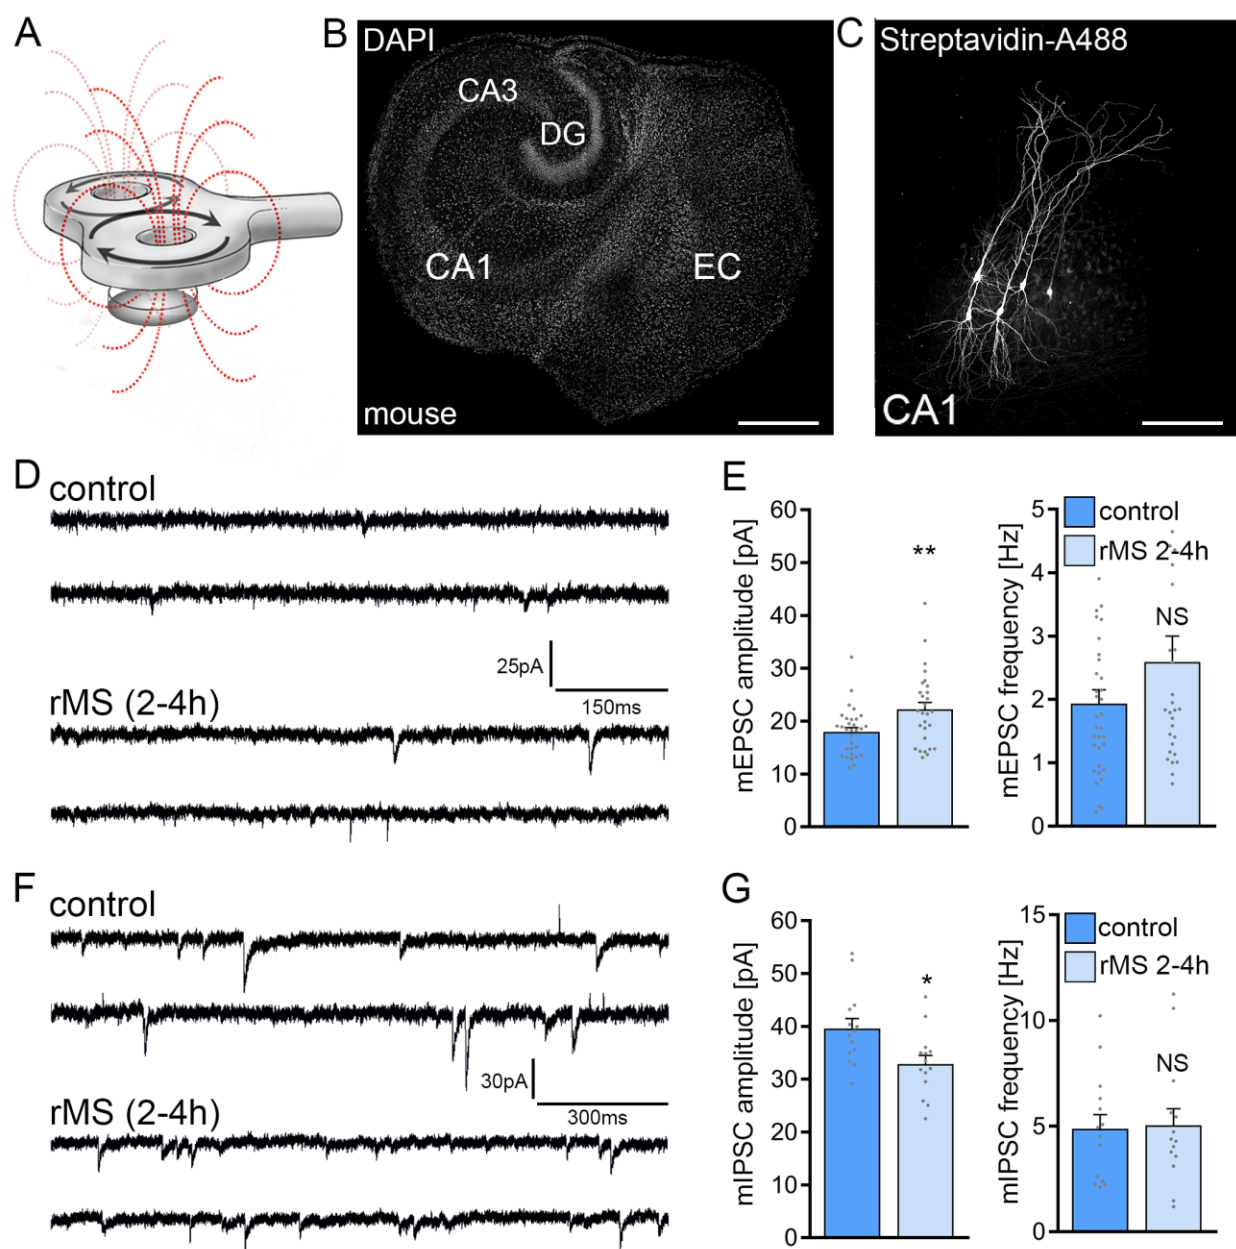 A
B
DAPI
CA3
DG
CA1
EC
mouse
C
Streptavidin-A488
CA1
D
control
25pA
150ms
rMS (2-4h)
E
mEPSC amplitude [pA]
60
50
40
30
20
10
0
**
mEPSC frequency [Hz]
5
4
3
2
1
0
control
rMS 2-4h
NS
F
control
30pA
300ms
rMS (2-4h)
G
mIPSC amplitude [pA]
60
50
40
30
20
10
0
*
mIPSC frequency [Hz]
15
10
5
0
control
rMS 2-4h
NS